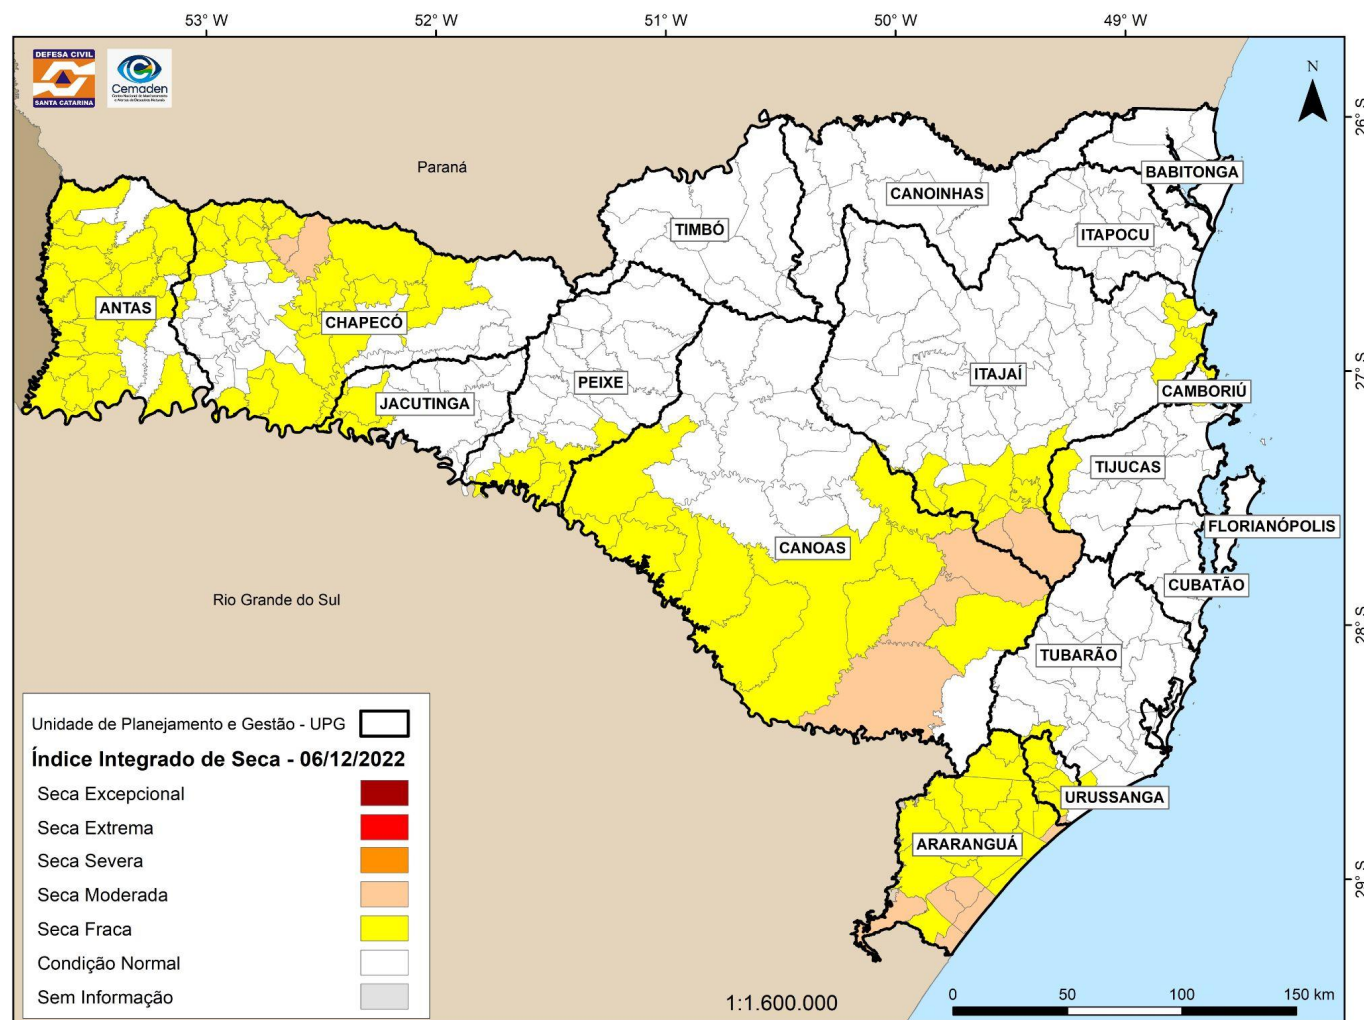 53° W 52° W 51° W 50° W 49° W
DEFESA CIVIL
SANTA CATARINA
Cemaden
N
26° S
27° S
28° S
29° S
Paraná
BABITONGA
CANOINHAS
TIMBÓ
ITAPOCU
ANTAS
CHAPECÓ
ITAJAÍ
PEIXE
CAMBORIÚ
JACUTINGA
TIJUCAS
FLORIANÓPOLIS
CANOAS
CUBATÃO
Rio Grande do Sul
TUBARÃO
URUSSANGA
ARARANGUÁ
Unidade de Planejamento e Gestão - UPG
Índice Integrado de Seca - 06/12/2022
Seca Excepcional
Seca Extrema
Seca Severa
Seca Moderada
Seca Fraca
Condição Normal
Sem Informação
1:1.600.000
0 50 100 150 km